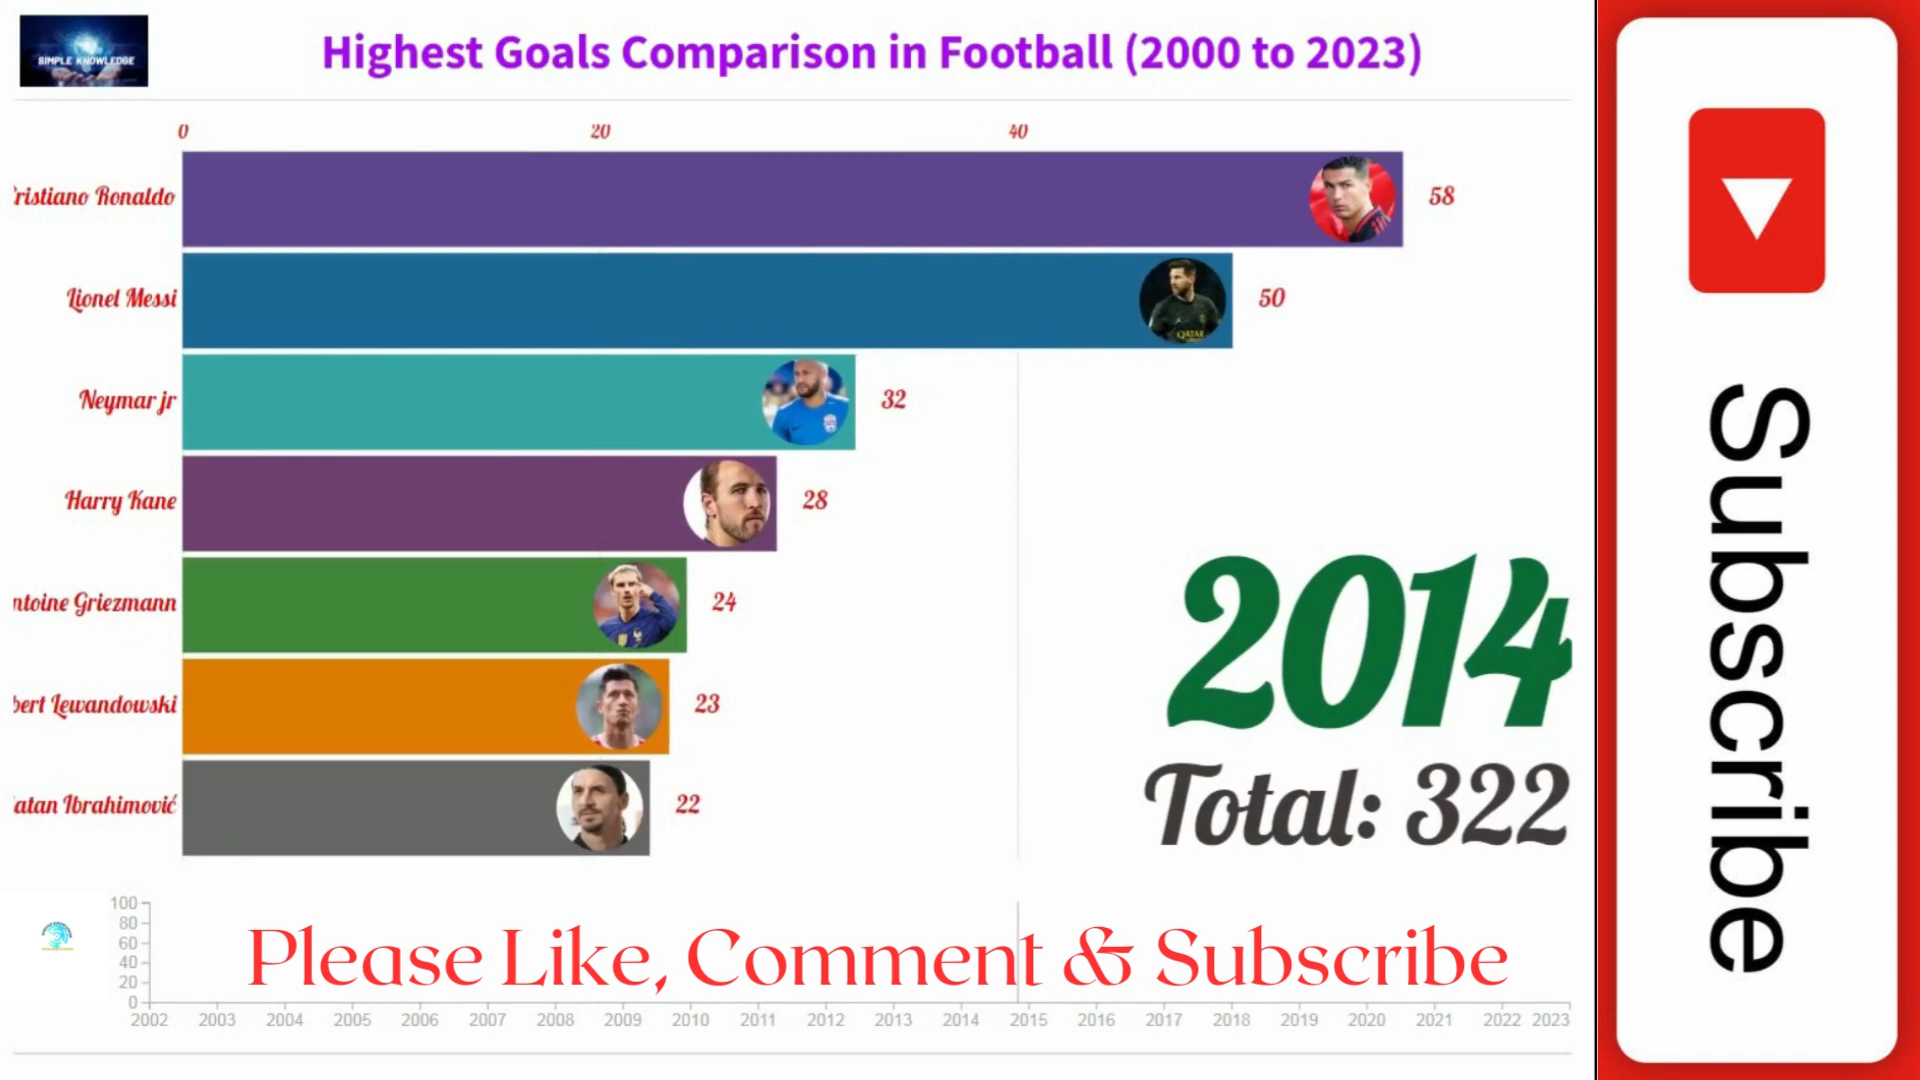 SIMPLE KNOWLEDGE
Highest Goals Comparison in Football (2000 to 2023)
0 20 40
ristiano Ronaldo 58
Lionel Messi 50
QATAR
Neymar jr 32
Harry Kane 28
ntoine Griezmann 24
bert Lewandowski 23
atan Ibrahimović 22
2014
Total: 322
100
80
60
40
20
0
Please Like, Comment & Subscribe
2002 2003 2004 2005 2006 2007 2008 2009 2010 2011 2012 2013 2014 2015 2016 2017 2018 2019 2020 2021 2022 2023
Subscribe